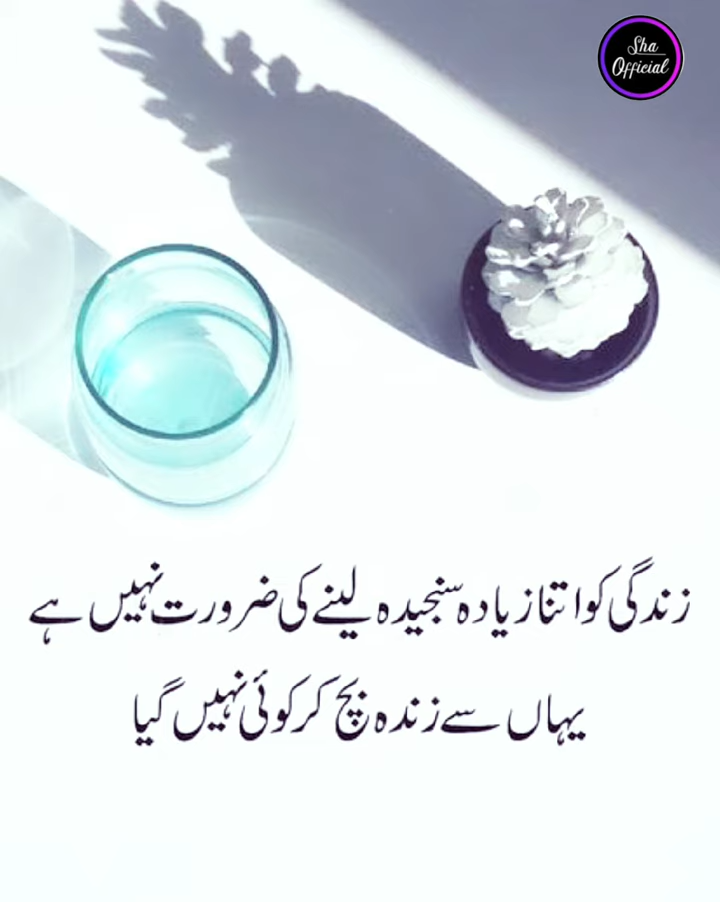 Sha
Official
زندگی کو اتنا زیادہ سنجیدہ لینے کی ضرورت نہیں ہے
یہاں سے زندہ بچ کر کوئی نہیں گیا